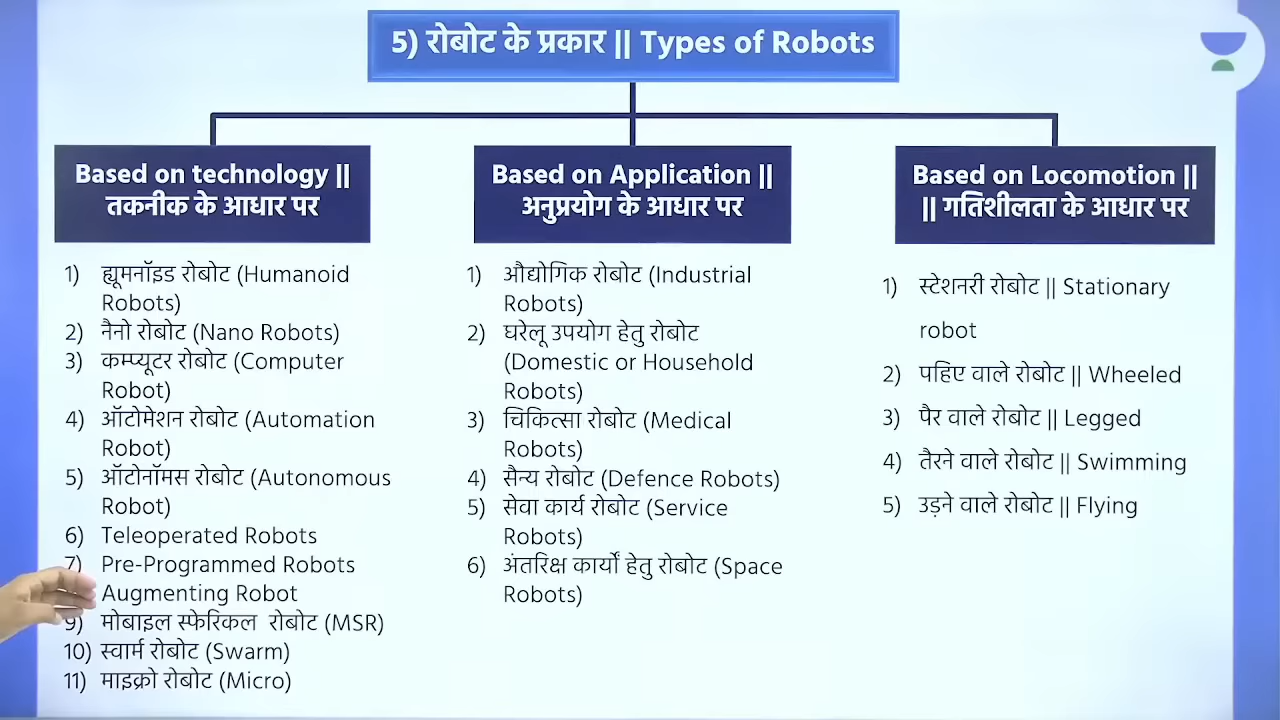 5) रोबोट के प्रकार || Types of Robots
Based on technology ||
तकनीक के आधार पर
1) ह्यूमनॉइड रोबोट (Humanoid
Robots)
2) नैनो रोबोट (Nano Robots)
3) कम्प्यूटर रोबोट (Computer
Robot)
4) ऑटोमेशन रोबोट (Automation
Robot)
5) ऑटोनॉमस रोबोट (Autonomous
Robot)
6) Teleoperated Robots
7) Pre-Programmed Robots
Augmenting Robot
9) मोबाइल स्फेरिकल रोबोट (MSR)
10) स्वार्म रोबोट (Swarm)
11) माइक्रो रोबोट (Micro)
Based on Application ||
अनुप्रयोग के आधार पर
1) औद्योगिक रोबोट (Industrial
Robots)
2) घरेलू उपयोग हेतु रोबोट
(Domestic or Household
Robots)
3) चिकित्सा रोबोट (Medical
Robots)
4) सैन्य रोबोट (Defence Robots)
5) सेवा कार्य रोबोट (Service
Robots)
6) अंतरिक्ष कार्यों हेतु रोबोट (Space
Robots)
Based on Locomotion ||
|| गतिशीलता के आधार पर
1) स्टेशनरी रोबोट || Stationary
robot
2) पहिए वाले रोबोट || Wheeled
3) पैर वाले रोबोट || Legged
4) तैरने वाले रोबोट || Swimming
5) उड़ने वाले रोबोट || Flying